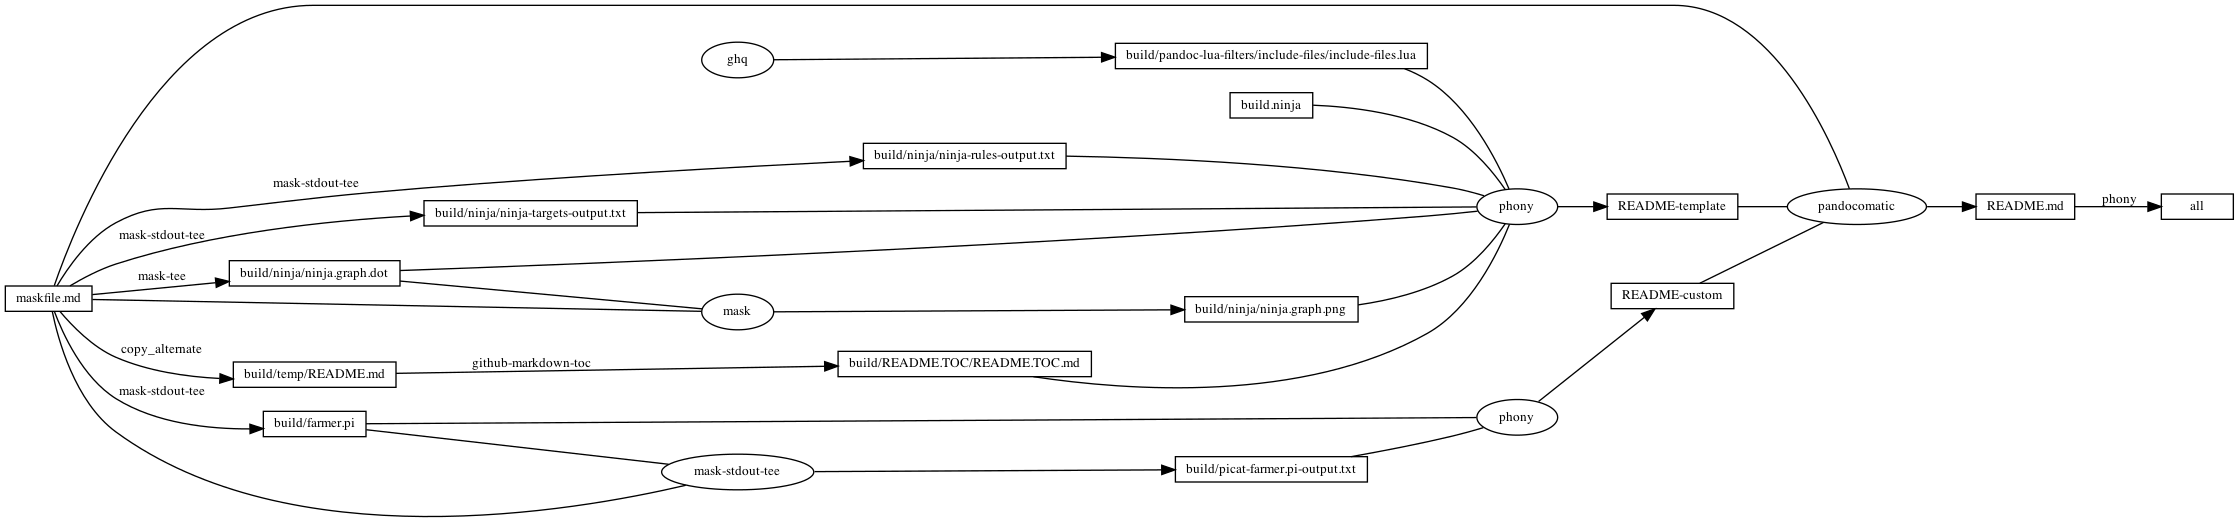 ghq
build/pandoc-lua-filters/include-files/include-files.lua
build.ninja
build/ninja/ninja-rules-output.txt
mask-stdout-tee
build/ninja/ninja-targets-output.txt
phony
README-template
pandocomatic
README.md
phony
all
mask-stdout-tee
mask-tee
build/ninja/ninja.graph.dot
maskfile.md
README-custom
mask
build/ninja/ninja.graph.png
copy_alternate
build/temp/README.md
github-markdown-toc
build/README.TOC/README.TOC.md
mask-stdout-tee
build/farmer.pi
phony
mask-stdout-tee
build/picat-farmer.pi-output.txt